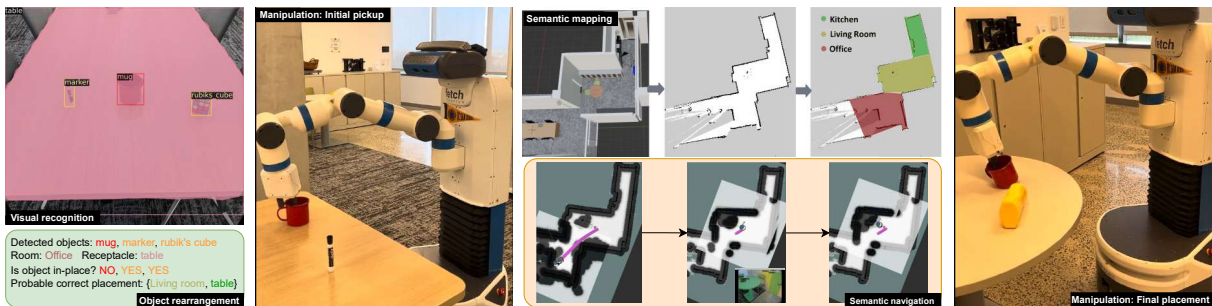 table
marker
mug
rubiks_cube
Visual recognition
Detected objects: mug, marker, rubik's cube
Room: Office Receptacle: table
Is object in-place? NO, YES, YES
Probable correct placement: {Living room, table}
Object rearrangement
Manipulation: Initial pickup
fetch
Semantic mapping
Kitchen
Living Room
Office
Semantic navigation
fetch
Manipulation: Final placement